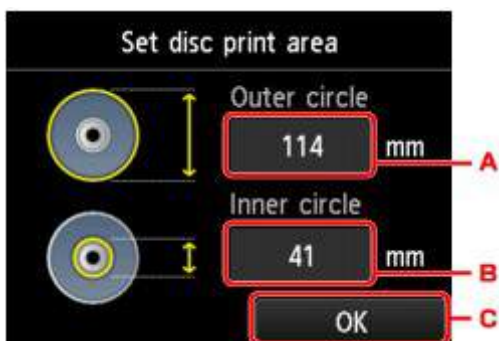 Set disc print area
Outer circle
114 mm
A
Inner circle
41 mm
B
OK
C